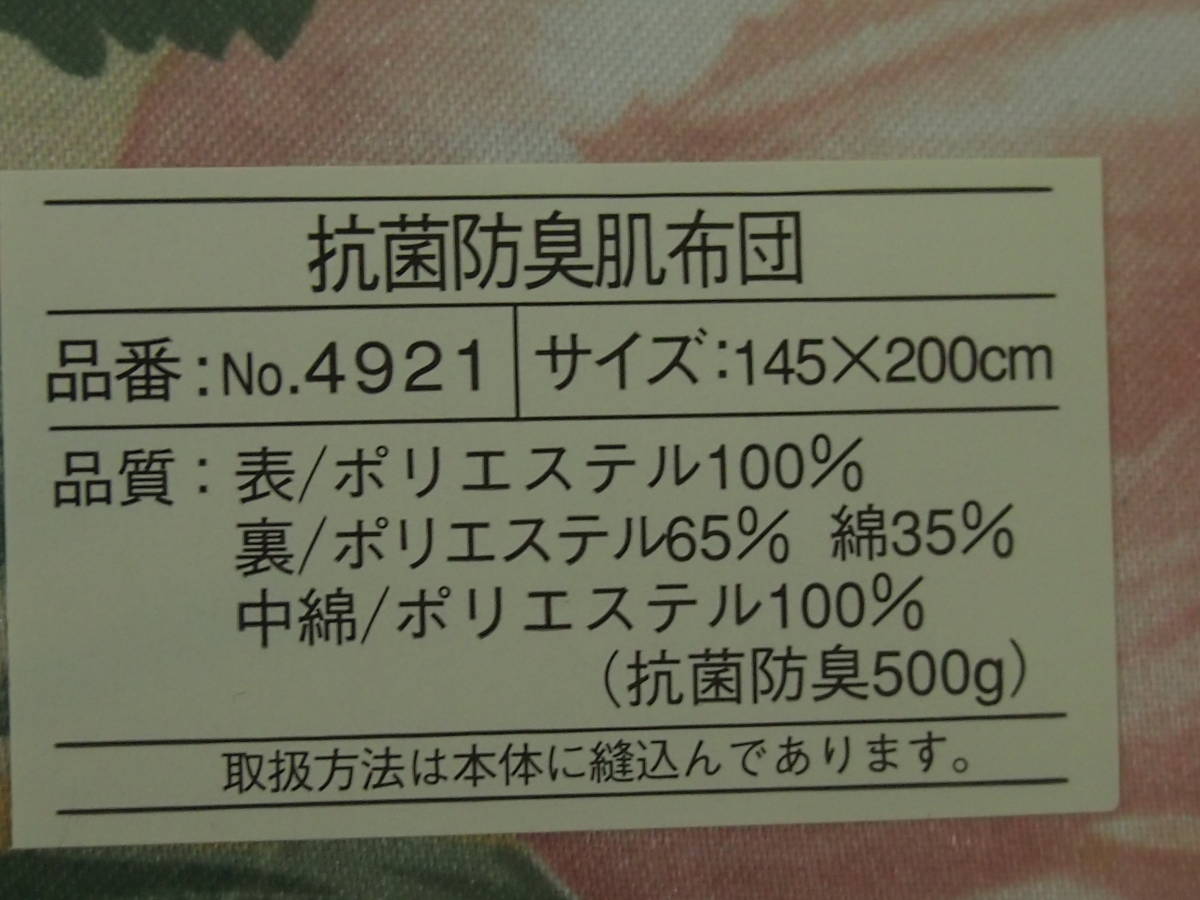 抗菌防臭肌布団
品番:No.4921 サイズ:145×200cm
品質:表/ポリエステル100%
裏/ポリエステル65% 綿35%
中綿/ポリエステル100%
(抗菌防臭500g)
取扱方法は本体に縫込んであります。